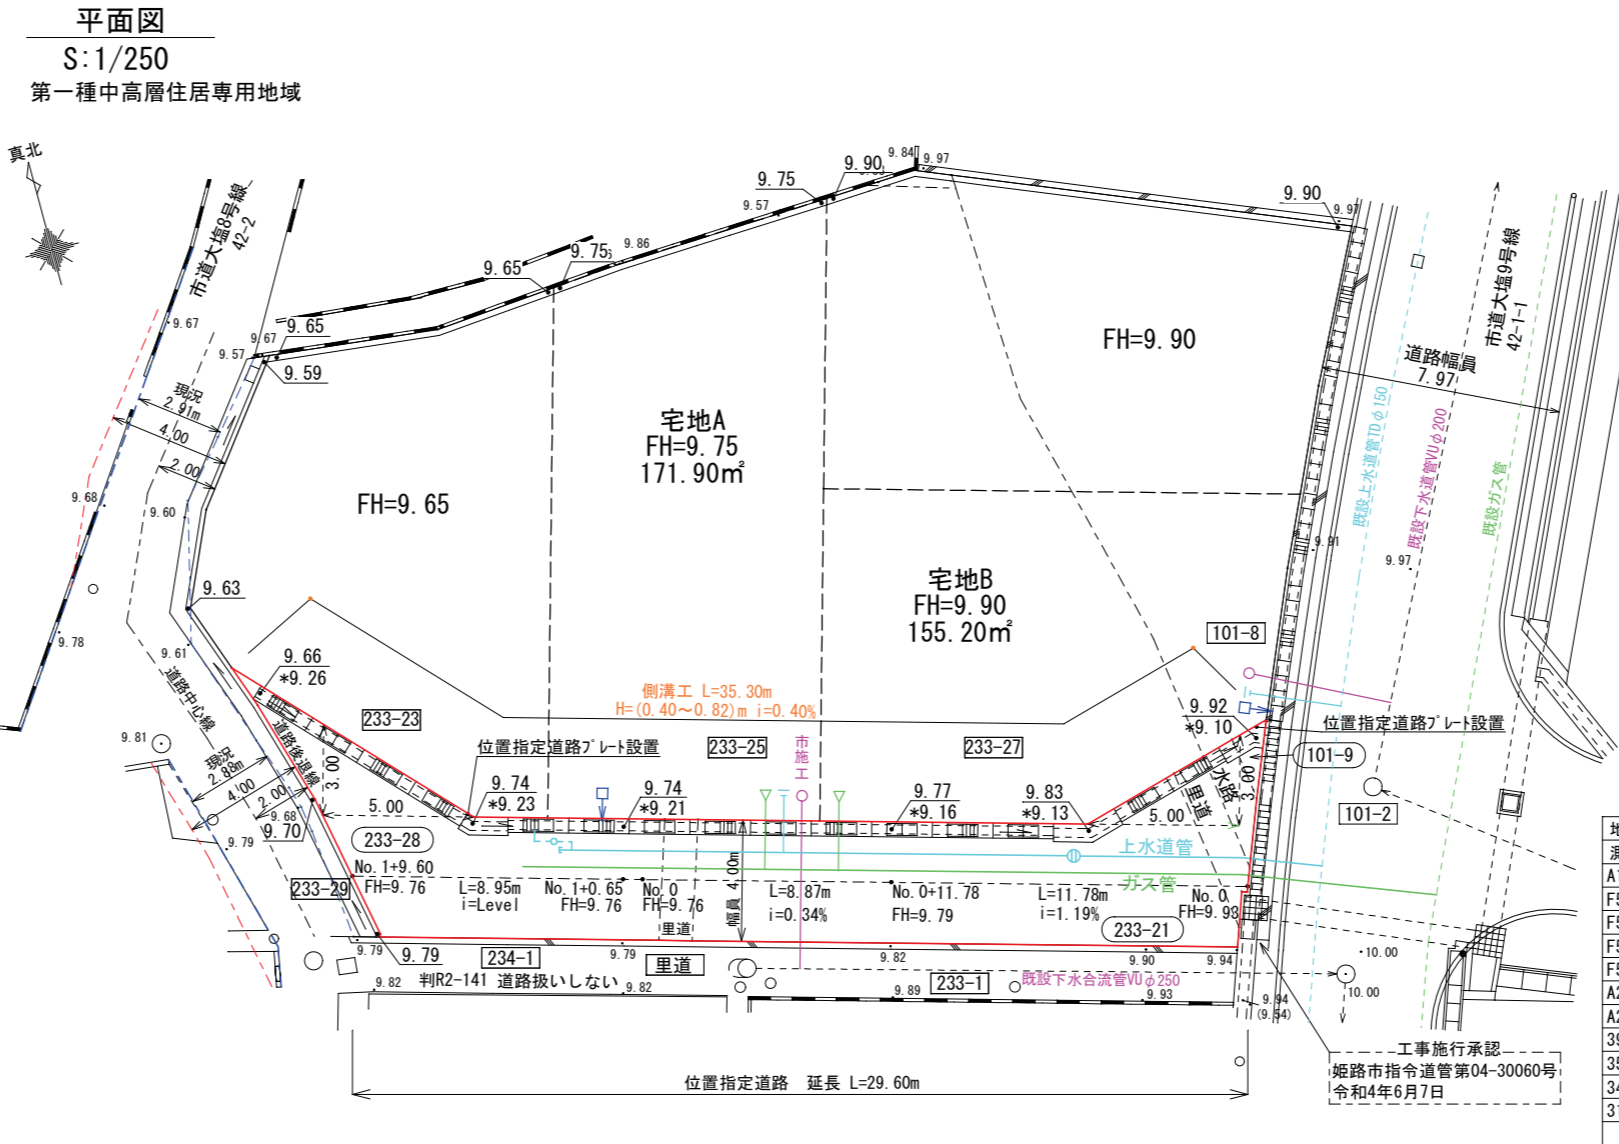 平面図
S:1/250
第一種中高層住居専用地域
真北
市道大塩8号線
42-2
9.67
9.67
9.57
9.65
9.59
9.65
9.75
9.86
9.57
9.75
9.90
9.84
9.97
9.90
9.97
市道大塩9号線
42-1-1
道路幅員
7.97
既設上水道管TDφ150
既設下水道管VUφ200
既設ガス管
現況
2.91m
4.00
2.00
9.68
9.60
9.63
9.78
9.61
FH=9.65
宅地A
FH=9.75
171.90㎡
FH=9.90
宅地B
FH=9.90
155.20㎡
9.91
9.97
101-8
9.66
*9.26
233-23
側溝工 L=35.30m
H=(0.40～0.82)m i=0.40%
位置指定道路プレート設置
233-25
市施工
233-27
9.92
*9.10
位置指定道路プレート設置
101-9
101-2
道路中心線
道路後退線
9.81
現況
2.88m
4.00
2.00
9.68
9.70
9.79
3.00
5.00
9.74
*9.23
9.74
*9.21
9.77
*9.16
9.83
*9.13
5.00
3.00
水路
里道
233-28
233-29
上水道管
ガス管
No.1+9.60
FH=9.76
L=8.95m
i=Level
No.1+0.65
FH=9.76
No.0
FH=9.76
幅員 4.00m
L=8.87m
i=0.34%
No.0+11.78
FH=9.79
L=11.78m
i=1.19%
No.0
FH=9.93
233-21
里道
9.79
9.79
234-1
9.79
里道
9.82
9.90
9.94
10.00
9.82
判R2-141 道路扱いしない
9.82
9.89
233-1
既設下水合流管VUφ250
9.93
9.94
(9.54)
10.00
位置指定道路 延長 L=29.60m
工事施行承認
姫路市指令道管第04-30060号
令和4年6月7日